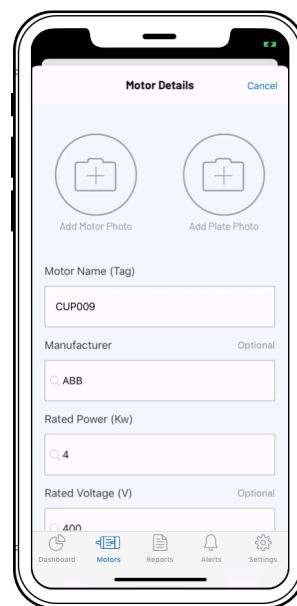 Motor Details Cancel
Add Motor Photo Add Plate Photo
Motor Name (Tag)
CUP009
Manufacturer Optional
ABB
Rated Power (Kw)
4
Rated Voltage (V) Optional
400
Dashboard Motors Reports Alerts Settings